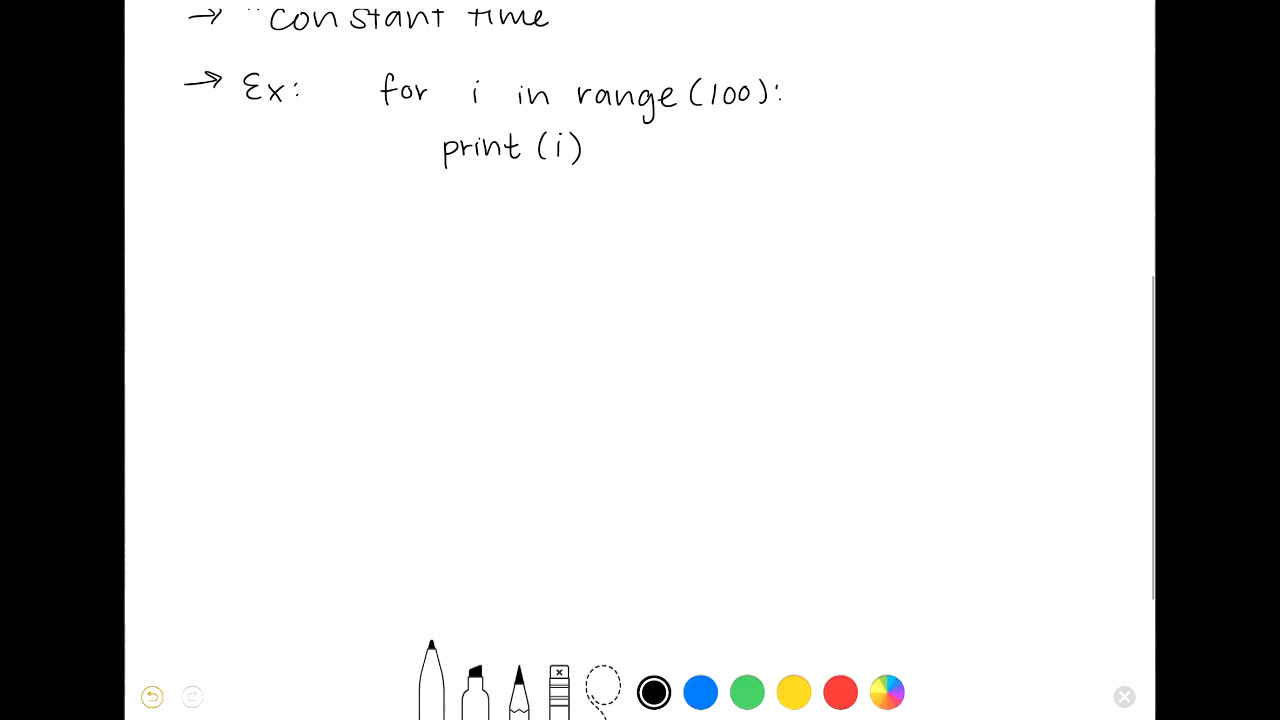 → "constant time
→ Ex: for i in range(100):
print (i)